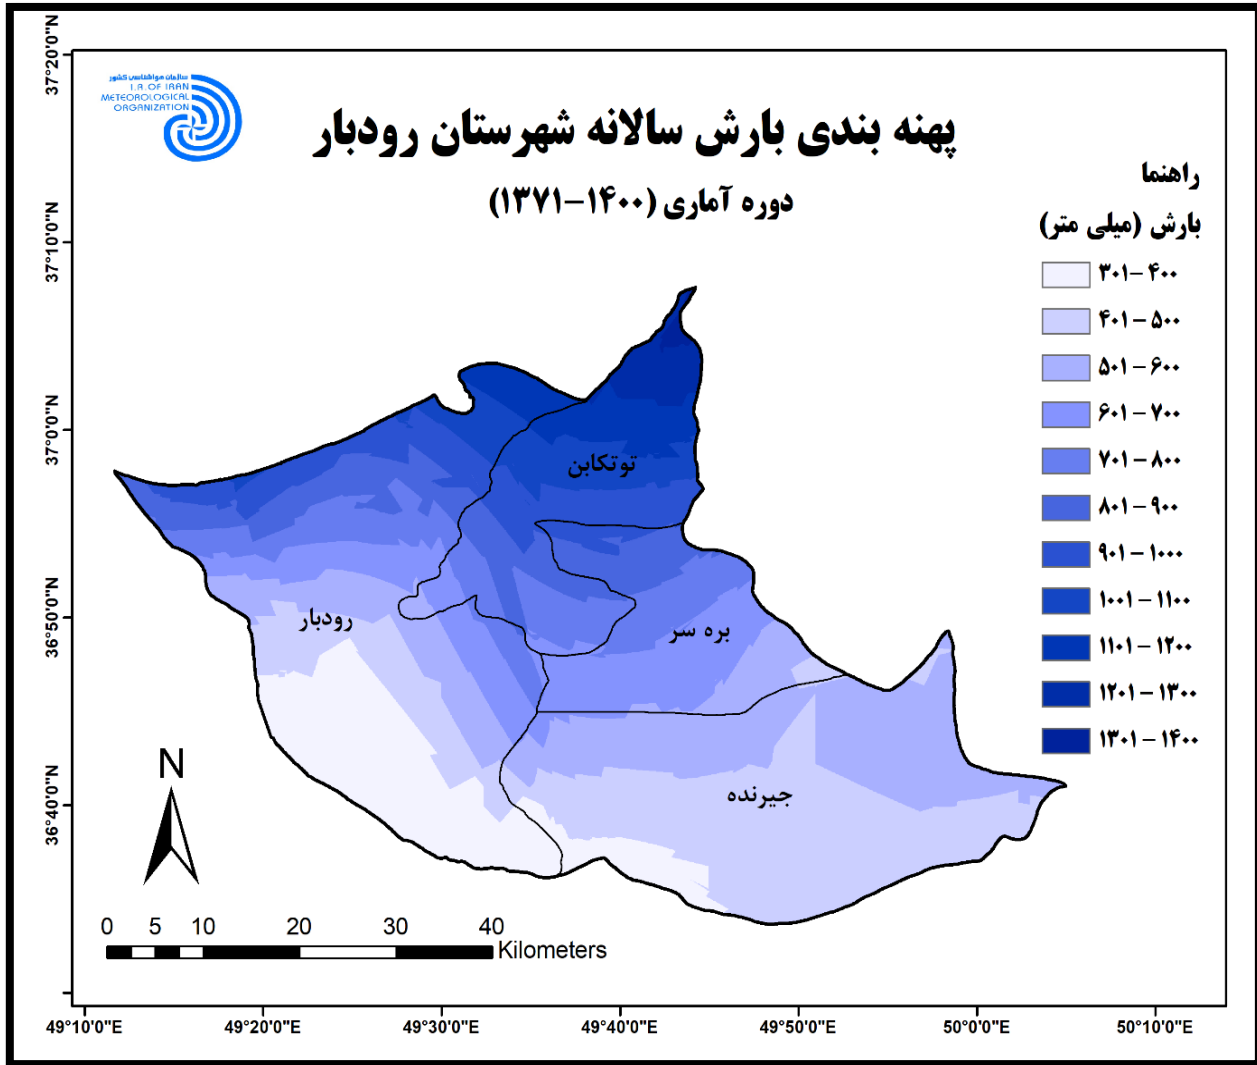 سازمان هواشناسی کشور
I.R. OF IRAN
METEOROLOGICAL
ORGANIZATION
پهنه بندی بارش سالانه شهرستان رودبار
دوره آماری (۱۴۰۰-۱۳۷۱)
راهنما
بارش (میلی متر)
۳۰۱-۴۰۰
۴۰۱-۵۰۰
۵۰۱-۶۰۰
۶۰۱-۷۰۰
۷۰۱-۸۰۰
۸۰۱-۹۰۰
۹۰۱-۱۰۰۰
۱۰۰۱-۱۱۰۰
۱۱۰۱-۱۲۰۰
۱۲۰۱-۱۳۰۰
۱۳۰۱-۱۴۰۰
توتکابن
رودبار
بره سر
جیرنده
N
0 5 10 20 30 40
Kilometers
37°20'0"N
37°10'0"N
37°0'0"N
36°50'0"N
36°40'0"N
49°10'0"E 49°20'0"E 49°30'0"E 49°40'0"E 49°50'0"E 50°0'0"E 50°10'0"E